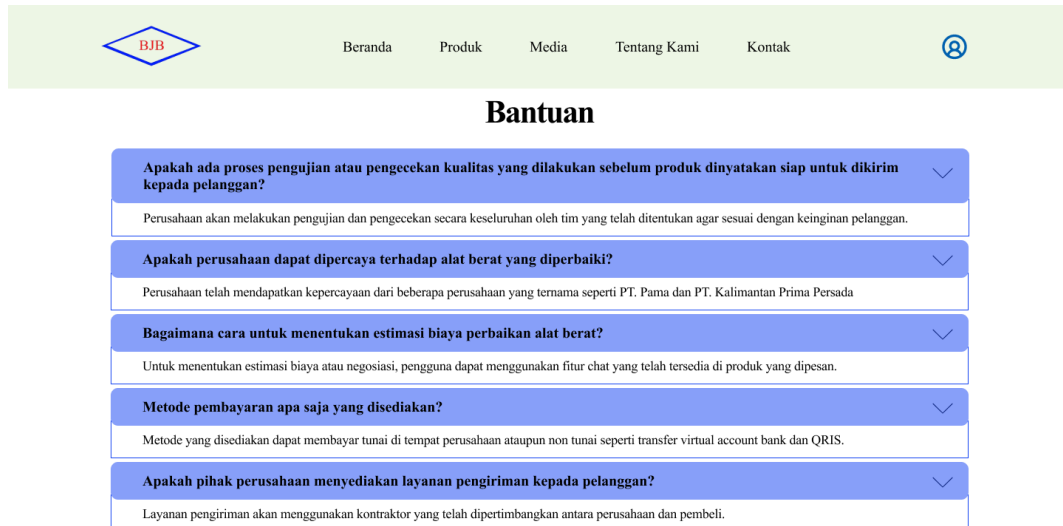 BJB
Beranda Produk Media Tentang Kami Kontak
Bantuan
Apakah ada proses pengujian atau pengecekan kualitas yang dilakukan sebelum produk dinyatakan siap untuk dikirim
kepada pelanggan?
Perusahaan akan melakukan pengujian dan pengecekan secara keseluruhan oleh tim yang telah ditentukan agar sesuai dengan keinginan pelanggan.
Apakah perusahaan dapat dipercaya terhadap alat berat yang diperbaiki?
Perusahaan telah mendapatkan kepercayaan dari beberapa perusahaan yang ternama seperti PT. Pama dan PT. Kalimantan Prima Persada
Bagaimana cara untuk menentukan estimasi biaya perbaikan alat berat?
Untuk menentukan estimasi biaya atau negosiasi, pengguna dapat menggunakan fitur chat yang telah tersedia di produk yang dipesan.
Metode pembayaran apa saja yang disediakan?
Metode yang disediakan dapat membayar tunai di tempat perusahaan ataupun non tunai seperti transfer virtual account bank dan QRIS.
Apakah pihak perusahaan menyediakan layanan pengiriman kepada pelanggan?
Layanan pengiriman akan menggunakan kontraktor yang telah dipertimbangkan antara perusahaan dan pembeli.